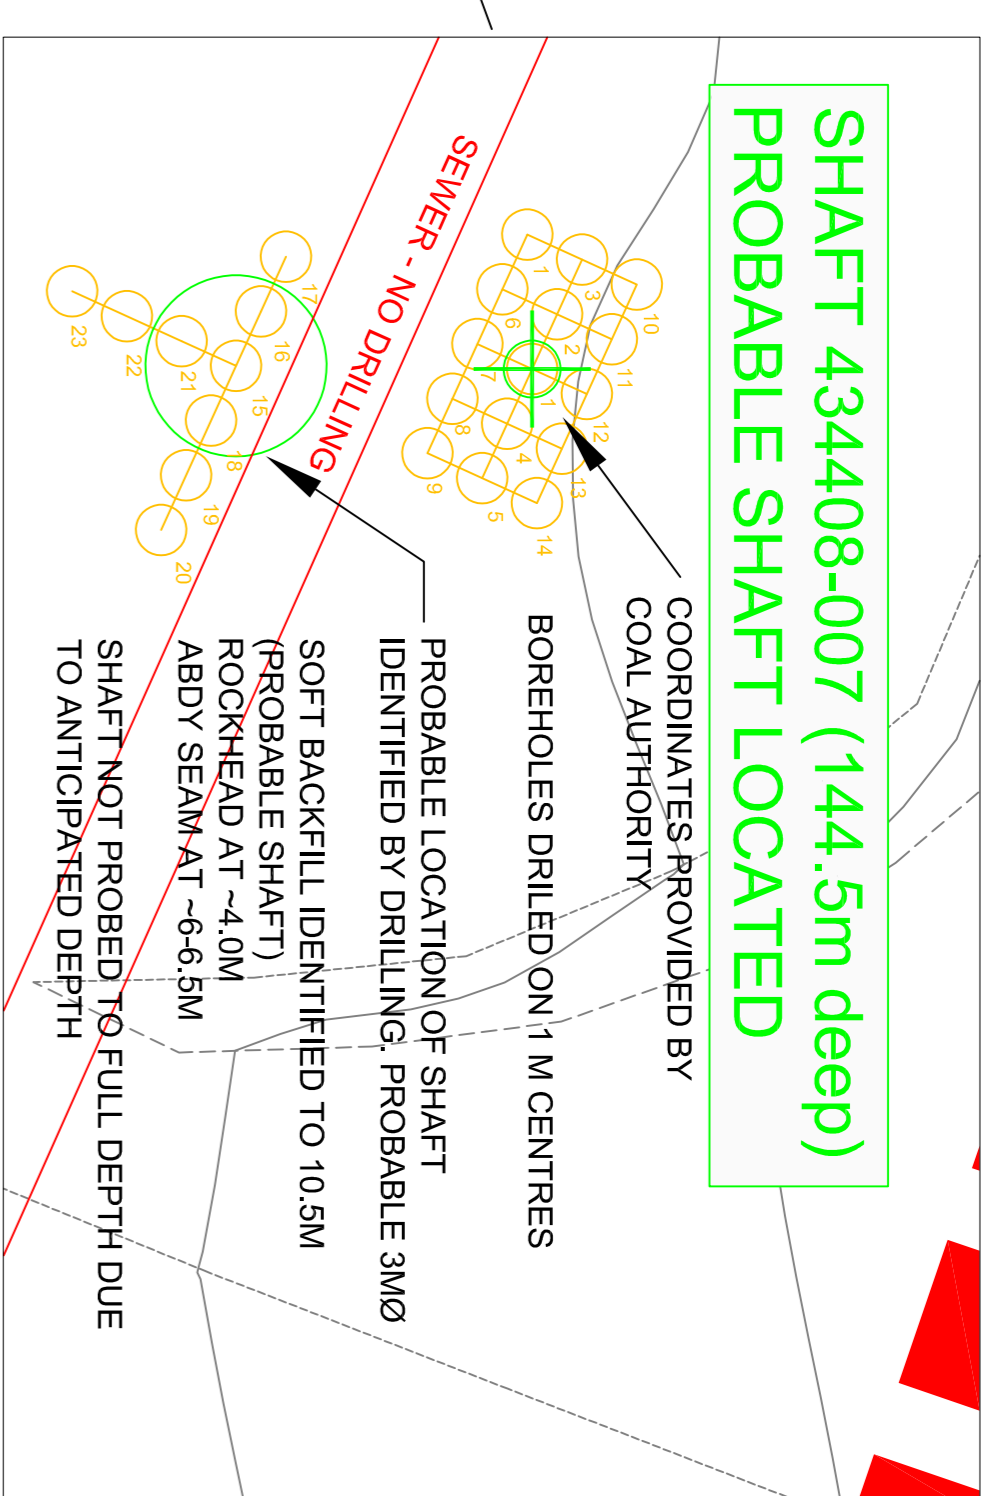 SHAFT 434408-007 (144.5m deep)
PROBABLE SHAFT LOCATED
COORDINATES PROVIDED BY
COAL AUTHORITY
BOREHOLES DRILED ON 1 M CENTRES
PROBABLE LOCATION OF SHAFT
IDENTIFIED BY DRILLING. PROBABLE 3MØ
SOFT BACKFILL IDENTIFIED TO 10.5M
(PROBABLE SHAFT)
ROCKHEAD AT ~4.0M
ABDY SEAM AT ~6-6.5M
SHAFT NOT PROBED TO FULL DEPTH DUE
TO ANTICIPATED DEPTH
SEWER - NO DRILLING
10
11
12
13
14
3
2
1
4
5
1
6
7
8
9
17
16
15
18
19
20
21
22
23